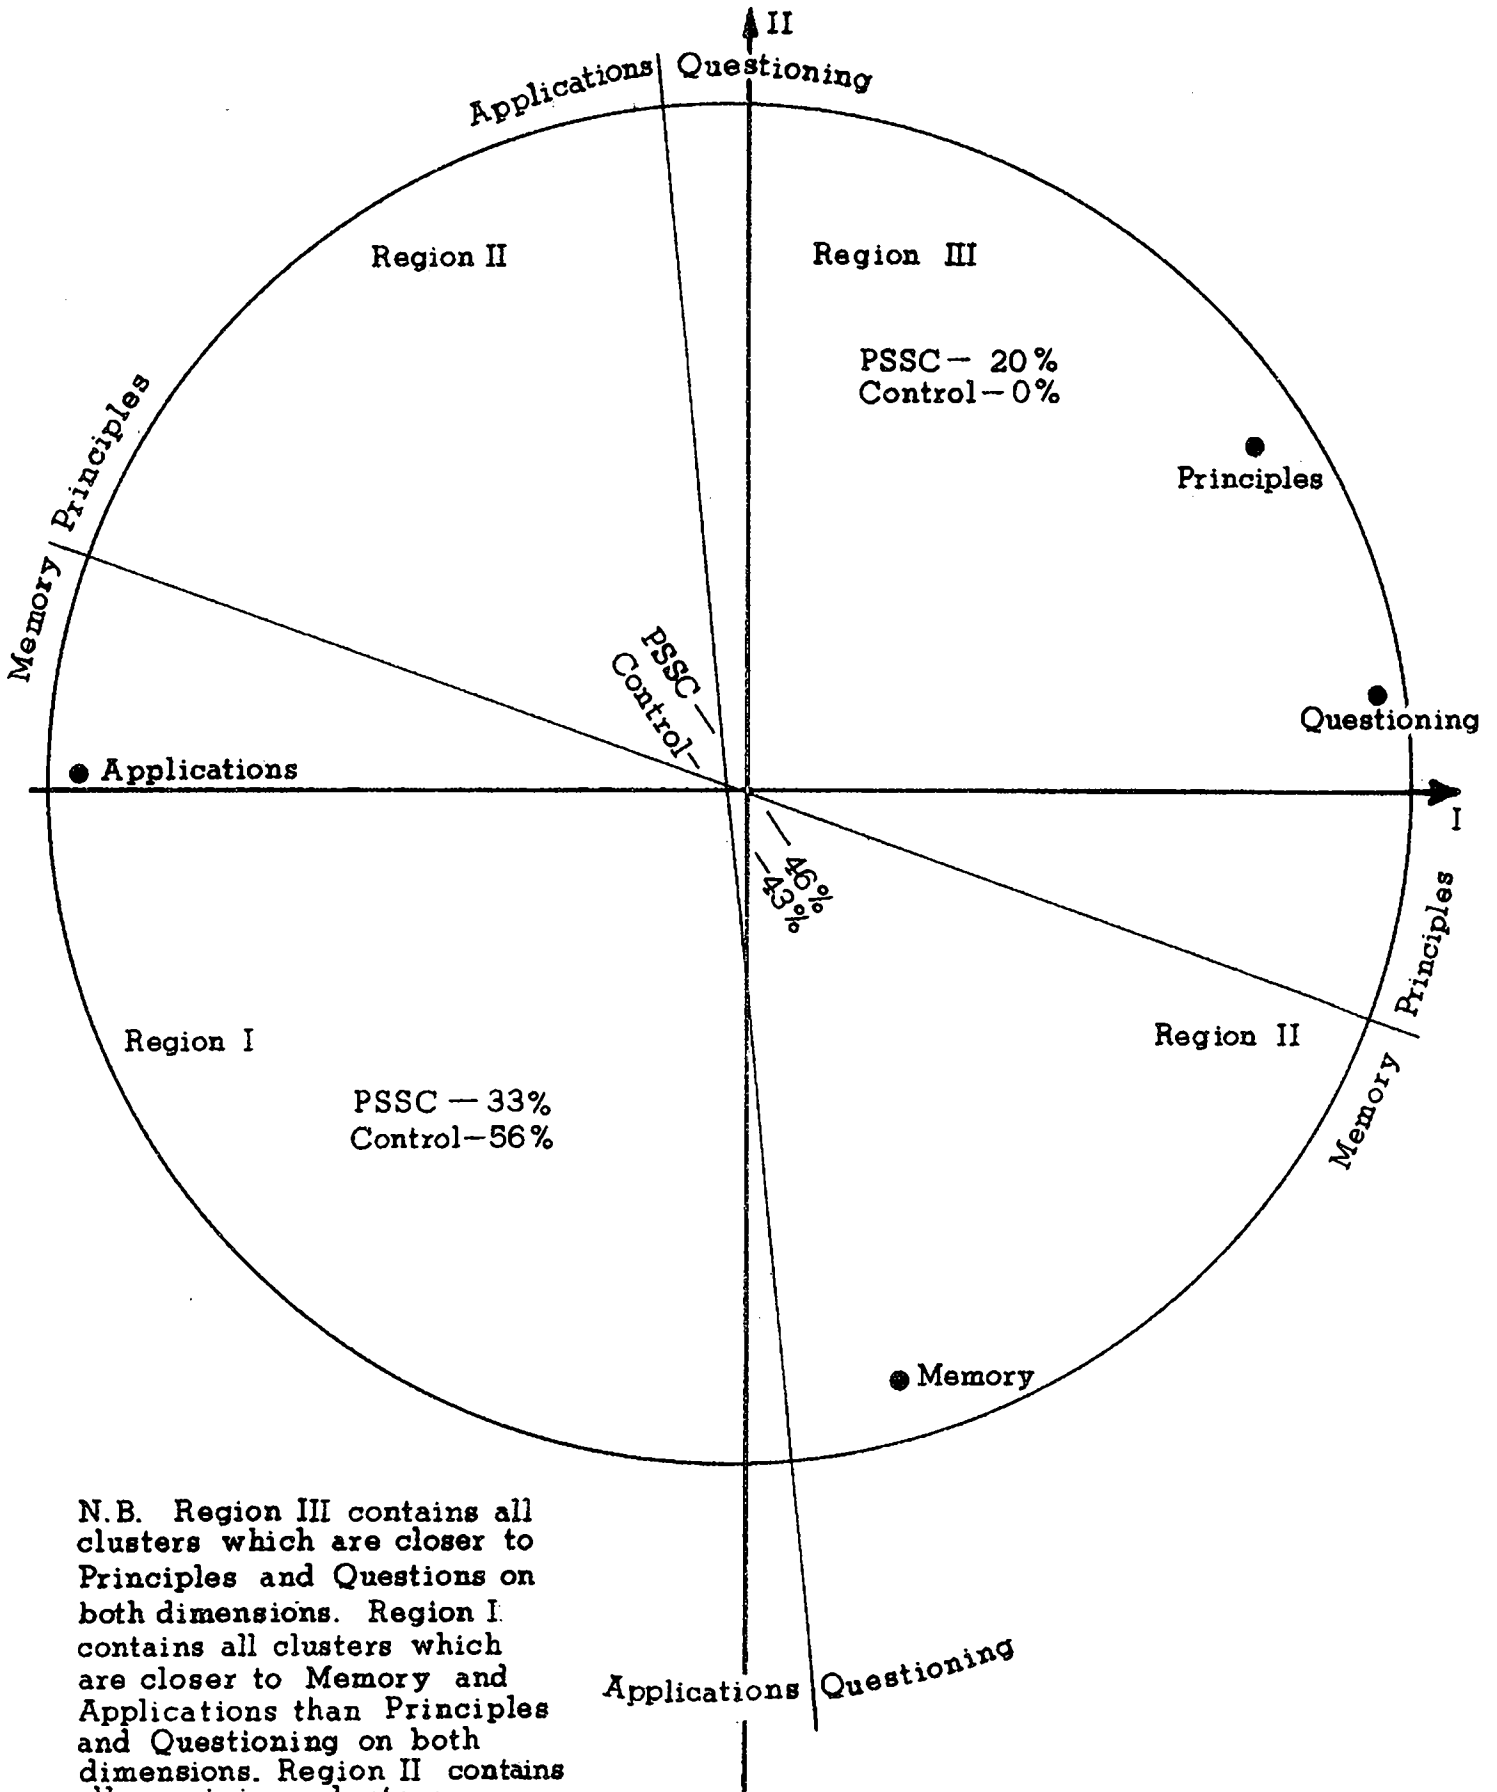 II
Applications | Questioning
Region II
Region III
PSSC — 20%
Control—0%
Principles
Memory | Principles
PSSC — 46%
Control— —43%
Questioning
Applications
I
Principles
Memory
Region I
Region II
PSSC — 33%
Control—56%
Memory
N.B. Region III contains all
clusters which are closer to
Principles and Questions on
both dimensions. Region I
contains all clusters which
are closer to Memory and
Applications than Principles
and Questioning on both
dimensions. Region II contains
Applications | Questioning